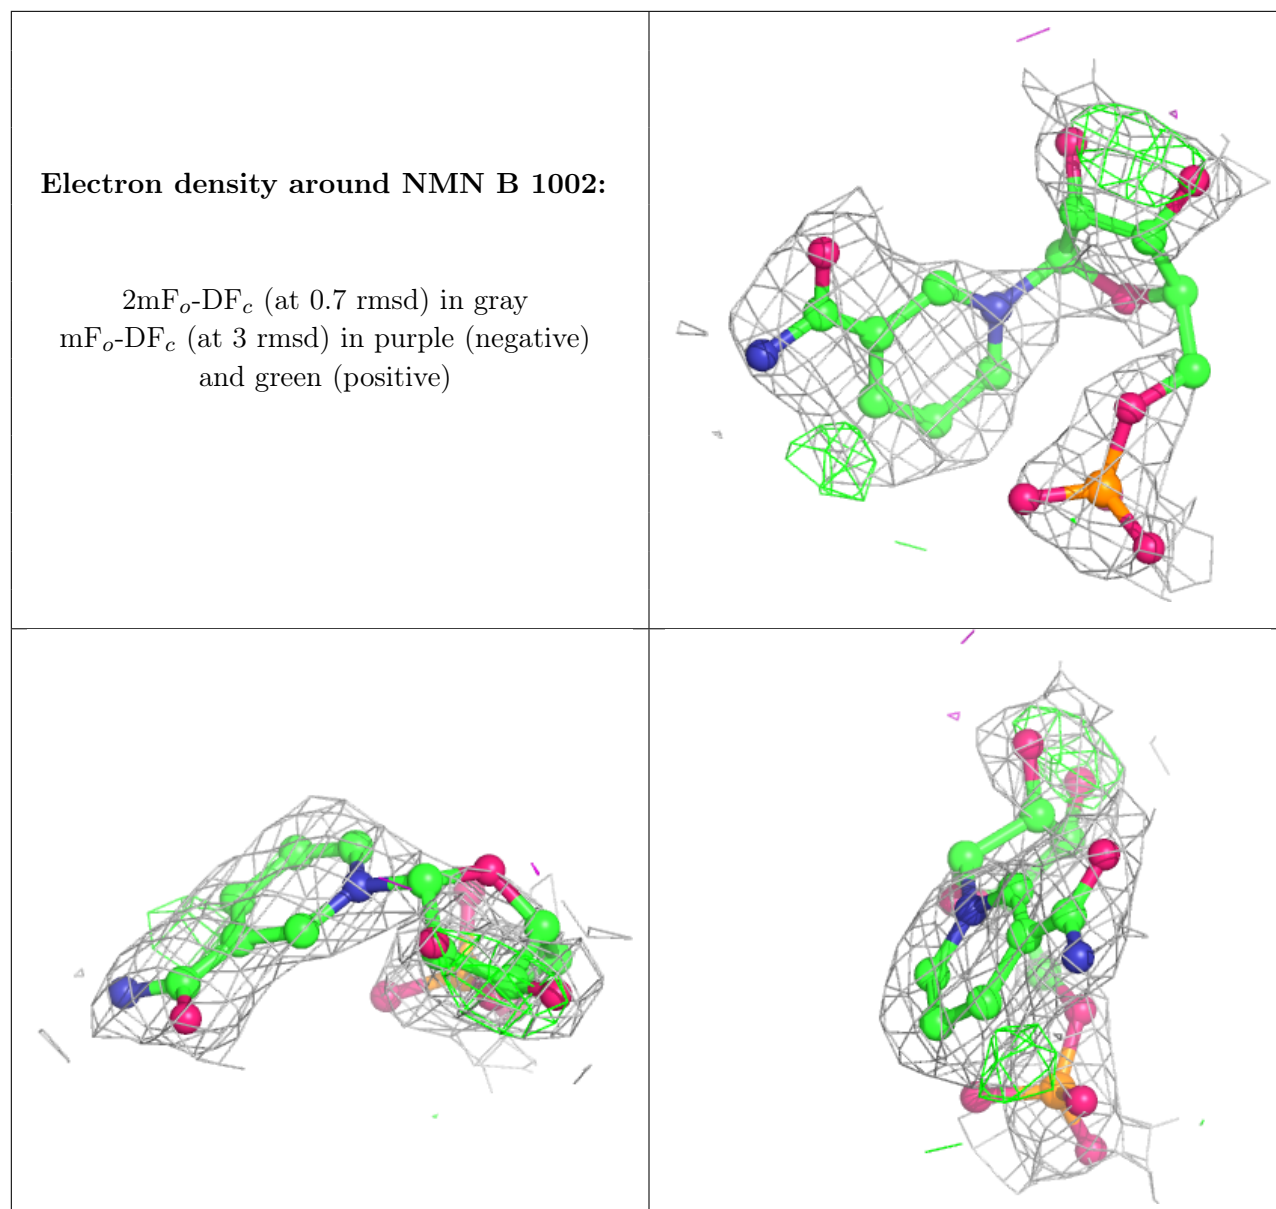 Electron density around NMN B 1002:
2mFₒ-DF𝒸 (at 0.7 rmsd) in gray
mFₒ-DF𝒸 (at 3 rmsd) in purple (negative)
and green (positive)